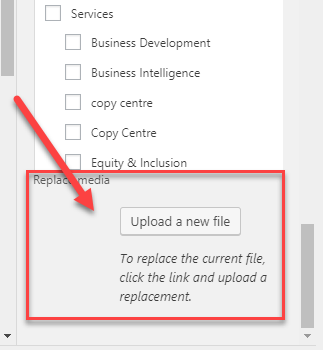 Services
Business Development
Business Intelligence
copy centre
Copy Centre
Equity & Inclusion
Replace media
Upload a new file
To replace the current file,
click the link and upload a
replacement.